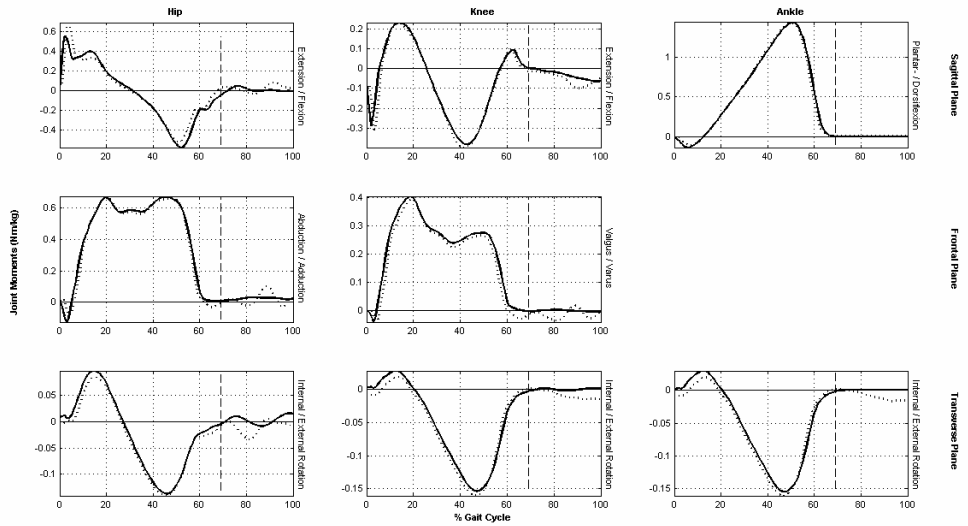 Hip Knee Ankle
0.6
0.4
0.2
0
-0.2
-0.4
0 20 40 60 80 100
Extension / Flexion
0.2
0.1
0
-0.1
-0.2
-0.3
0 20 40 60 80 100
Extension / Flexion
1
0.5
0
0 20 40 60 80 100
Plantar- / Dorsiflexion
Sagittal Plane
Joint Moments (Nm/kg)
0.6
0.4
0.2
0
0 20 40 60 80 100
Abduction / Adduction
0.4
0.3
0.2
0.1
0
0 20 40 60 80 100
Valgus / Varus
Frontal Plane
0.05
0
-0.05
-0.1
0 20 40 60 80 100
Internal / External Rotation
0
-0.05
-0.1
-0.15
0 20 40 60 80 100
Internal / External Rotation
0
-0.05
-0.1
-0.15
0 20 40 60 80 100
Internal / External Rotation
Transverse Plane
% Gait Cycle